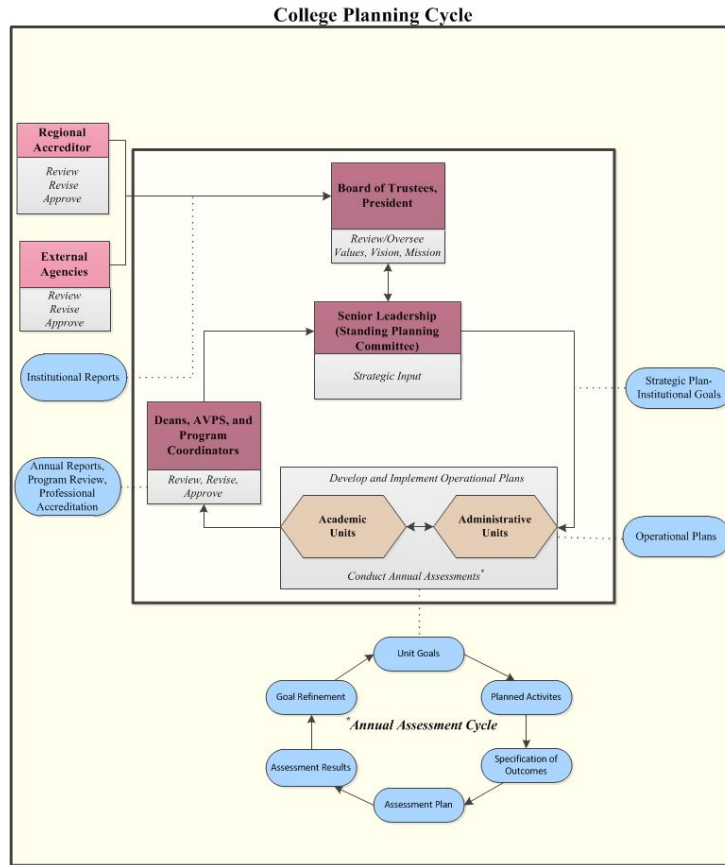 College Planning Cycle
Regional
Accreditor
Review
Revise
Approve
Board of Trustees,
President
Review/Oversee
Values, Vision, Mission
External
Agencies
Review
Revise
Approve
Senior Leadership
(Standing Planning
Committee)
Strategic Input
Institutional Reports
Strategic Plan-
Institutional Goals
Deans, AVPS, and
Program
Coordinators
Review, Revise,
Approve
Annual Reports,
Program Review,
Professional
Accreditation
Develop and Implement Operational Plans
Academic
Units
Administrative
Units
Conduct Annual Assessments*
Operational Plans
Unit Goals
Goal Refinement
Planned Activites
*Annual Assessment Cycle
Assessment Results
Specification of
Outcomes
Assessment Plan